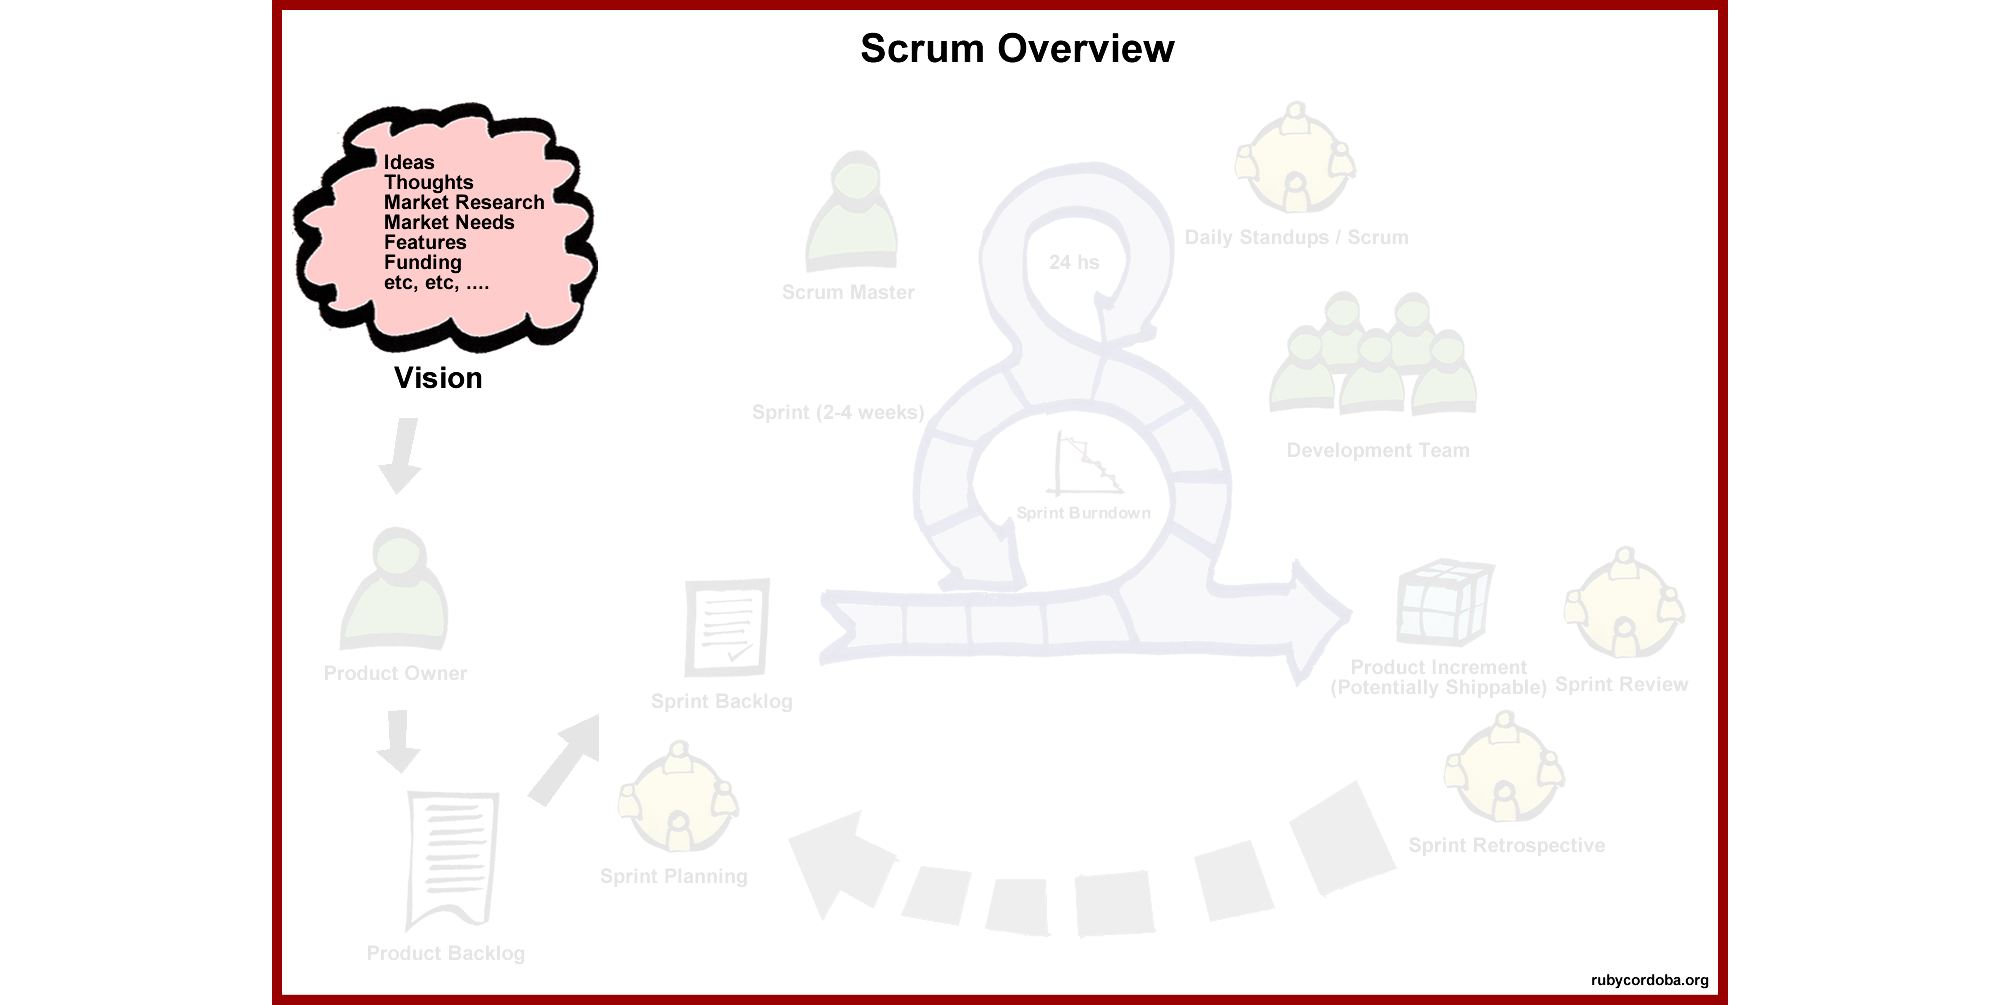 Scrum Overview
Ideas
Thoughts
Market Research
Market Needs
Features
Funding
etc, etc, ....
Vision
Scrum Master
24 hs
Daily Standups / Scrum
Sprint (2-4 weeks)
Development Team
Sprint Burndown
Product Owner
Sprint Backlog
Product Increment
(Potentially Shippable)
Sprint Review
Sprint Planning
Sprint Retrospective
Product Backlog
rubycordoba.org